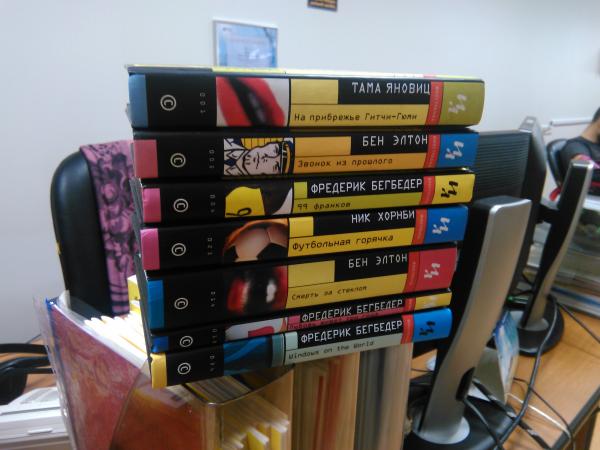 ТАМА ЯНОВИЦ
На прибрежье Гитчи-Гюми
БЕН ЭЛТОН
Звонок из прошлого
ФРЕДЕРИК БЕГБЕДЕР
99 франков
НИК ХОРНБИ
Футбольная горячка
БЕН ЭЛТОН
Смерть за стеклом
ФРЕДЕРИК БЕГБЕДЕР
ФРЕДЕРИК БЕГБЕДЕР
Windows on the World